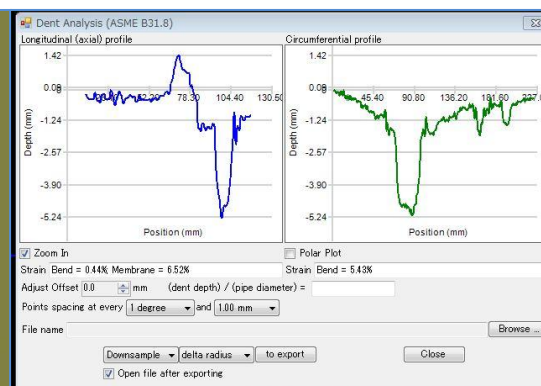 Dent Analysis (ASME B31.8)
Longitudinal (axial) profile
Circumferential profile
1.42
0.08
-1.24
-2.57
-3.90
-5.24
78.30
104.40
130.50
Depth (mm)
Position (mm)
1.42
0.08
-1.24
-2.57
-3.90
-5.24
45.40
90.80
136.20
181.60
Depth (mm)
Position (mm)
Zoom In
Polar Plot
Strain Bend = 0.44%; Membrane = 6.52%
Strain Bend = 5.43%
Adjust Offset 0.0 mm (dent depth) / (pipe diameter) =
Points spacing at every 1 degree and 1.00 mm
File name Browse ...
Downsample delta radius to export Close
Open file after exporting